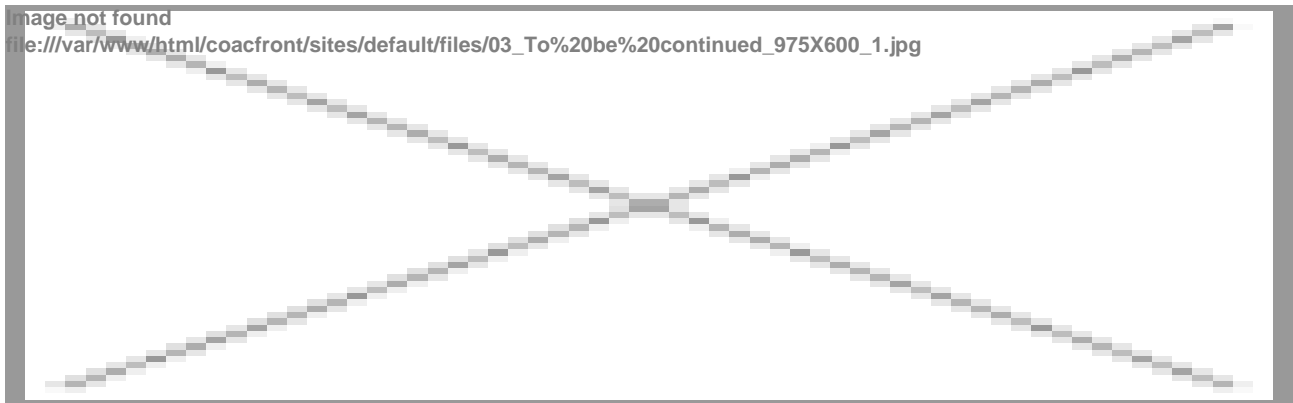 Image not found
file:///var/www/html/coacfront/sites/default/files/03_To%20be%20continued_975X600_1.jpg